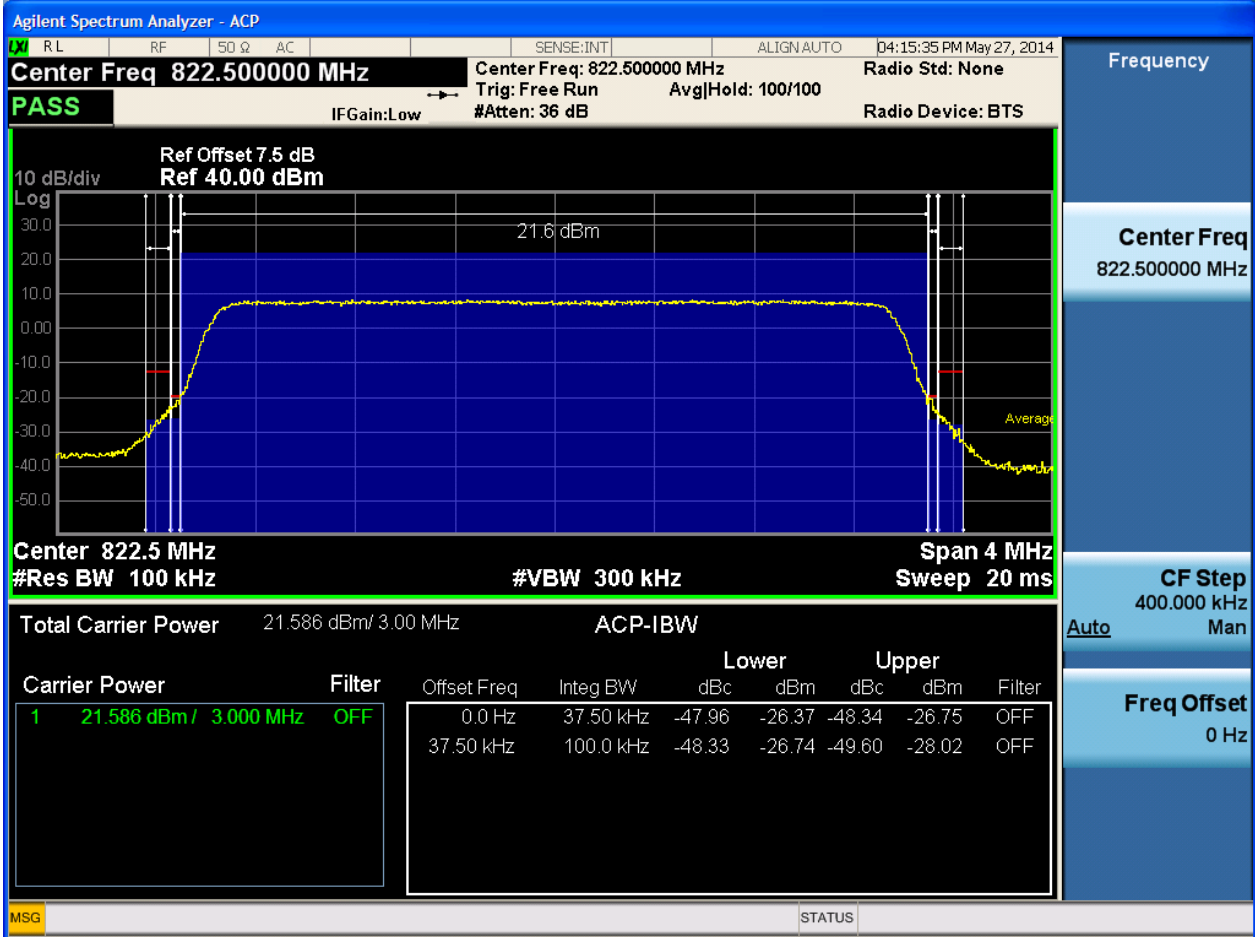 Agilent Spectrum Analyzer - ACP
LXI RL RF 50 Ω AC SENSE:INT ALIGN AUTO 04:15:35 PM May 27, 2014
Center Freq 822.500000 MHz
Center Freq: 822.500000 MHz Radio Std: None
Trig: Free Run Avg|Hold: 100/100
PASS IFGain:Low #Atten: 36 dB Radio Device: BTS
Ref Offset 7.5 dB
10 dB/div Ref 40.00 dBm
Log
30.0
21.6 dBm
20.0
10.0
0.00
-10.0
-20.0
Average
-30.0
-40.0
-50.0
Center 822.5 MHz Span 4 MHz
#Res BW 100 kHz #VBW 300 kHz Sweep 20 ms
Total Carrier Power 21.586 dBm/ 3.00 MHz ACP-IBW
Lower Upper
Carrier Power Filter Offset Freq Integ BW dBc dBm dBc dBm Filter
1 21.586 dBm / 3.000 MHz OFF 0.0 Hz 37.50 kHz -47.96 -26.37 -48.34 -26.75 OFF
37.50 kHz 100.0 kHz -48.33 -26.74 -49.60 -28.02 OFF
Frequency
Center Freq
822.500000 MHz
CF Step
400.000 kHz
Auto Man
Freq Offset
0 Hz
MSG STATUS